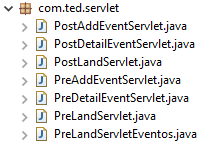 com.ted.servlet
PostAddEventServlet.java
PostDetailEventServlet.java
PostLandServlet.java
PreAddEventServlet.java
PreDetailEventServlet.java
PreLandServlet.java
PreLandServletEventos.java